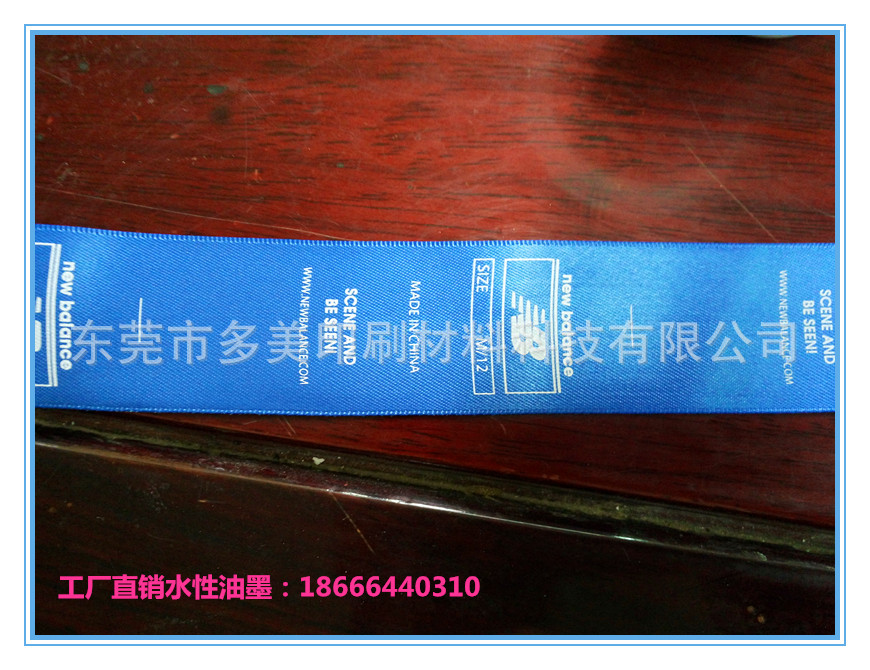 new balance
WWW.NEWBALANCE.COM
SCENE AND
BE SEEN!
MADE IN CHINA
SIZE M/12
NB
new balance
WWW.NEWBALANCE.COM
SCENE AND
BE SEEN!
东莞市多美印刷材料科技有限公司
工厂直销水性油墨：18666440310